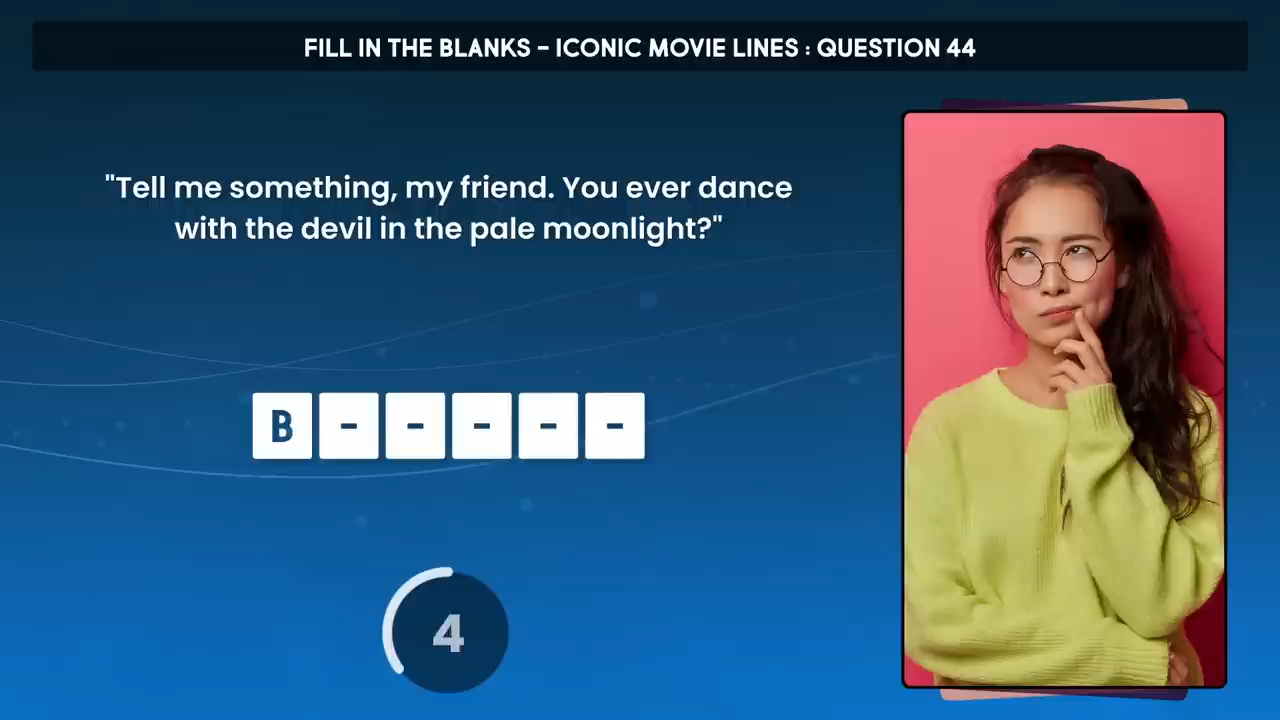 FILL IN THE BLANKS - ICONIC MOVIE LINES : QUESTION 44
"Tell me something, my friend. You ever dance
with the devil in the pale moonlight?"
B - - - - -
4